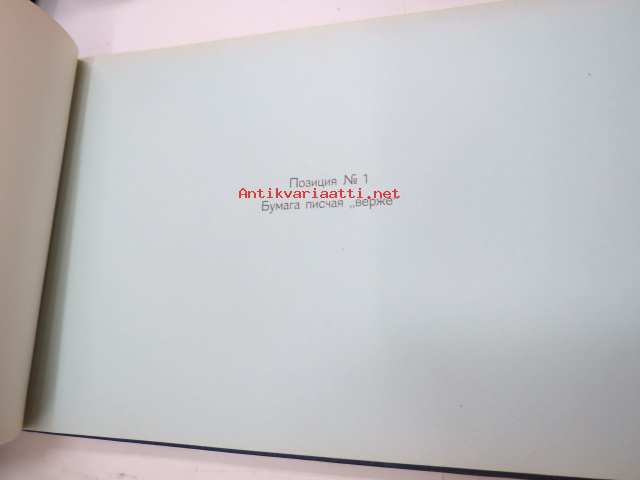 Позиция № 1
Antikvariaatti.net
Бумага писчая „верже"